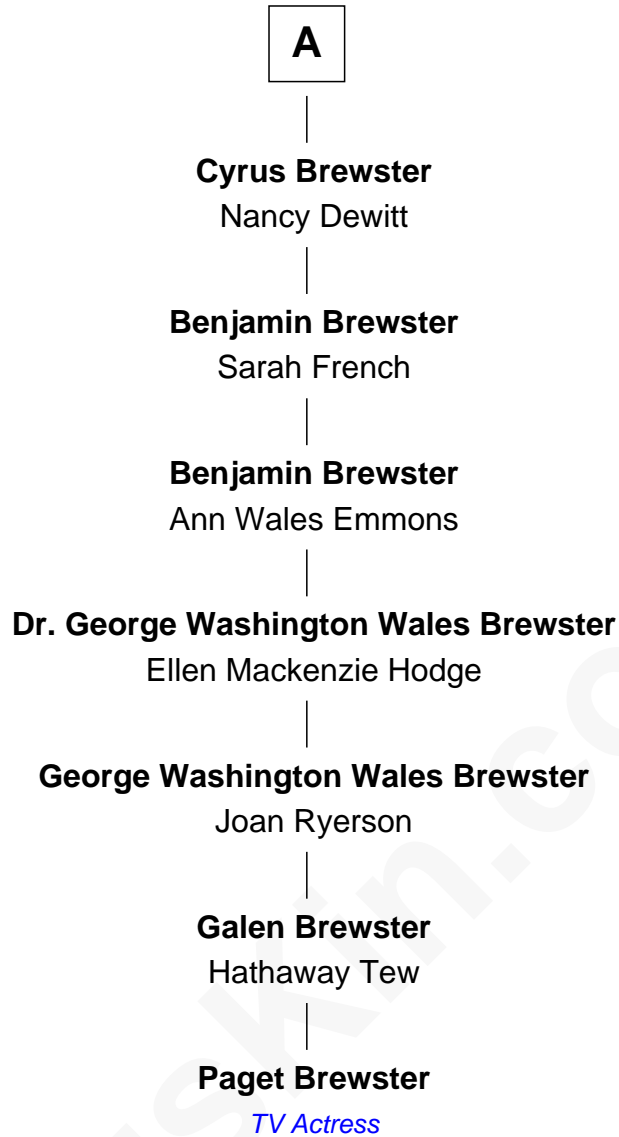 A
Cyrus Brewster
Nancy Dewitt
Benjamin Brewster
Sarah French
Benjamin Brewster
Ann Wales Emmons
Dr. George Washington Wales Brewster
Ellen Mackenzie Hodge
George Washington Wales Brewster
Joan Ryerson
Galen Brewster
Hathaway Tew
Paget Brewster
TV Actress